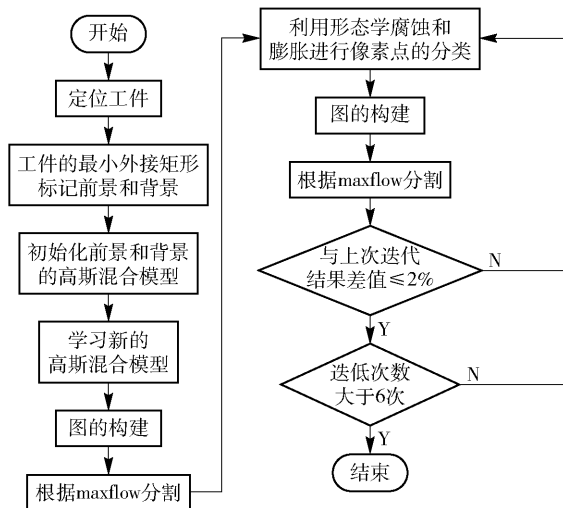 开始
定位工件
工件的最小外接矩形
标记前景和背景
初始化前景和背景
的高斯混合模型
学习新的
高斯混合模型
图的构建
根据maxflow分割
利用形态学腐蚀和
膨胀进行像素点的分类
图的构建
根据maxflow分割
与上次迭代
结果差值≤2%
N
Y
迭低次数
大于6次
N
Y
结束